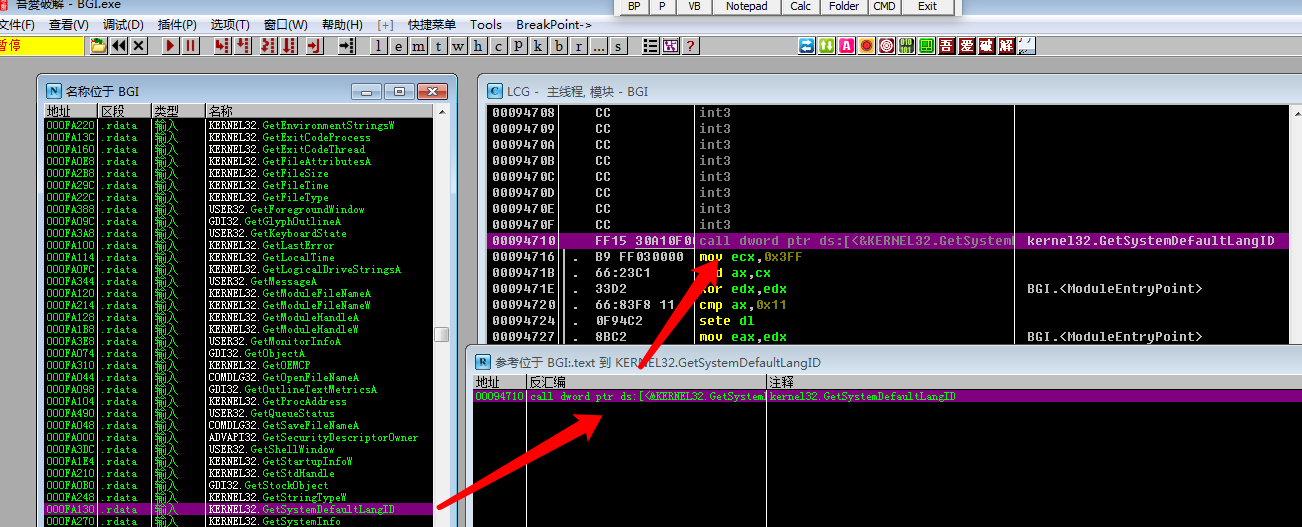 吾爱破解 - BGI.exe
BP P VB Notepad Calc Folder CMD Exit
文件(F) 查看(V) 调试(D) 插件(P) 选项(T) 窗口(W) 帮助(H) [+] 快捷菜单 Tools BreakPoint->
暂停 l e m t w h c p k b r ... s ? A 吾 爱 破 解
N 名称位于 BGI
地址 区段 类型 名称
000FA220 .rdata 输入 KERNEL32.GetEnvironmentStringsW
000FA13C .rdata 输入 KERNEL32.GetExitCodeProcess
000FA160 .rdata 输入 KERNEL32.GetExitCodeThread
000FA0E8 .rdata 输入 KERNEL32.GetFileAttributesA
000FA2B8 .rdata 输入 KERNEL32.GetFileSize
000FA29C .rdata 输入 KERNEL32.GetFileTime
000FA22C .rdata 输入 KERNEL32.GetFileType
000FA388 .rdata 输入 USER32.GetForegroundWindow
000FA09C .rdata 输入 GDI32.GetGlyphOutlineA
000FA3A8 .rdata 输入 USER32.GetKeyboardState
000FA100 .rdata 输入 KERNEL32.GetLastError
000FA114 .rdata 输入 KERNEL32.GetLocalTime
000FA0FC .rdata 输入 KERNEL32.GetLogicalDriveStringsA
.rdata 输入 USER32.GetMessageA
000FA120 .rdata 输入 KERNEL32.GetModuleFileNameA
000FA214 .rdata 输入 KERNEL32.GetModuleFileNameW
000FA128 .rdata 输入 KERNEL32.GetModuleHandleA
000FA1B8 .rdata 输入 KERNEL32.GetModuleHandleW
000FA3E8 .rdata 输入 USER32.GetMonitorInfoA
000FA074 .rdata 输入 GDI32.GetObjectA
000FA310 .rdata 输入 KERNEL32.GetOEMCP
000FA044 .rdata 输入 COMDLG32.GetOpenFileNameA
000FA098 .rdata 输入 GDI32.GetOutlineTextMetricsA
000FA104 .rdata 输入 KERNEL32.GetProcAddress
000FA490 .rdata 输入 USER32.GetQueueStatus
000FA048 .rdata 输入 COMDLG32.GetSaveFileNameA
000FA000 .rdata 输入 ADVAPI32.GetSecurityDescriptorOwner
000FA3DC .rdata 输入 USER32.GetShellWindow
000FA1E4 .rdata 输入 KERNEL32.GetStartupInfoW
000FA210 .rdata 输入 KERNEL32.GetStdHandle
000FA0B0 .rdata 输入 GDI32.GetStockObject
000FA248 .rdata 输入 KERNEL32.GetStringTypeW
000FA130 .rdata 输入 KERNEL32.GetSystemDefaultLangID
000FA270 .rdata 输入 KERNEL32.GetSystemInfo
C LCG - 主线程, 模块 - BGI
00094708 CC int3
00094709 CC int3
0009470A CC int3
0009470B CC int3
0009470C CC int3
0009470D CC int3
0009470E CC int3
0009470F CC int3
00094710 FF15 30A10F0 call dword ptr ds:[<&KERNEL32.GetSystem kernel32.GetSystemDefaultLangID
00094716 . B9 FF030000 mov ecx,0x3FF
0009471B . 66:23C1 ax,cx
0009471E . 33D2 xor edx,edx BGI.<ModuleEntryPoint>
00094720 . 66:83F8 11 cmp ax,0x11
00094724 . 0F94C2 sete dl
00094727 . 8BC2 mov eax,edx BGI.<ModuleEntryPoint>
R 参考位于 BGI:.text 到 KERNEL32.GetSystemDefaultLangID
地址 反汇编 注释
00094710 call dword ptr ds:[<&KERNEL32.GetSystem kernel32.GetSystemDefaultLangID